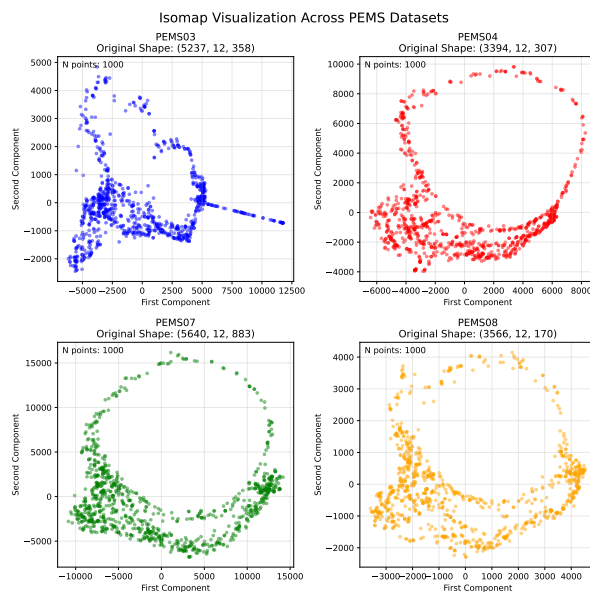 Isomap Visualization Across PEMS Datasets
PEMS03
Original Shape: (5237, 12, 358)
N points: 1000
5000
4000
3000
2000
1000
0
−1000
−2000
Second Component
−5000 −2500 0 2500 5000 7500 10000 12500
First Component
PEMS04
Original Shape: (3394, 12, 307)
N points: 1000
10000
8000
6000
4000
2000
0
−2000
−4000
Second Component
−6000 −4000 −2000 0 2000 4000 6000 8000
First Component
PEMS07
Original Shape: (5640, 12, 883)
N points: 1000
15000
10000
5000
0
−5000
Second Component
−10000 −5000 0 5000 10000 15000
First Component
PEMS08
Original Shape: (3566, 12, 170)
N points: 1000
4000
3000
2000
1000
0
−1000
−2000
Second Component
−3000 −2000 −1000 0 1000 2000 3000 4000
First Component